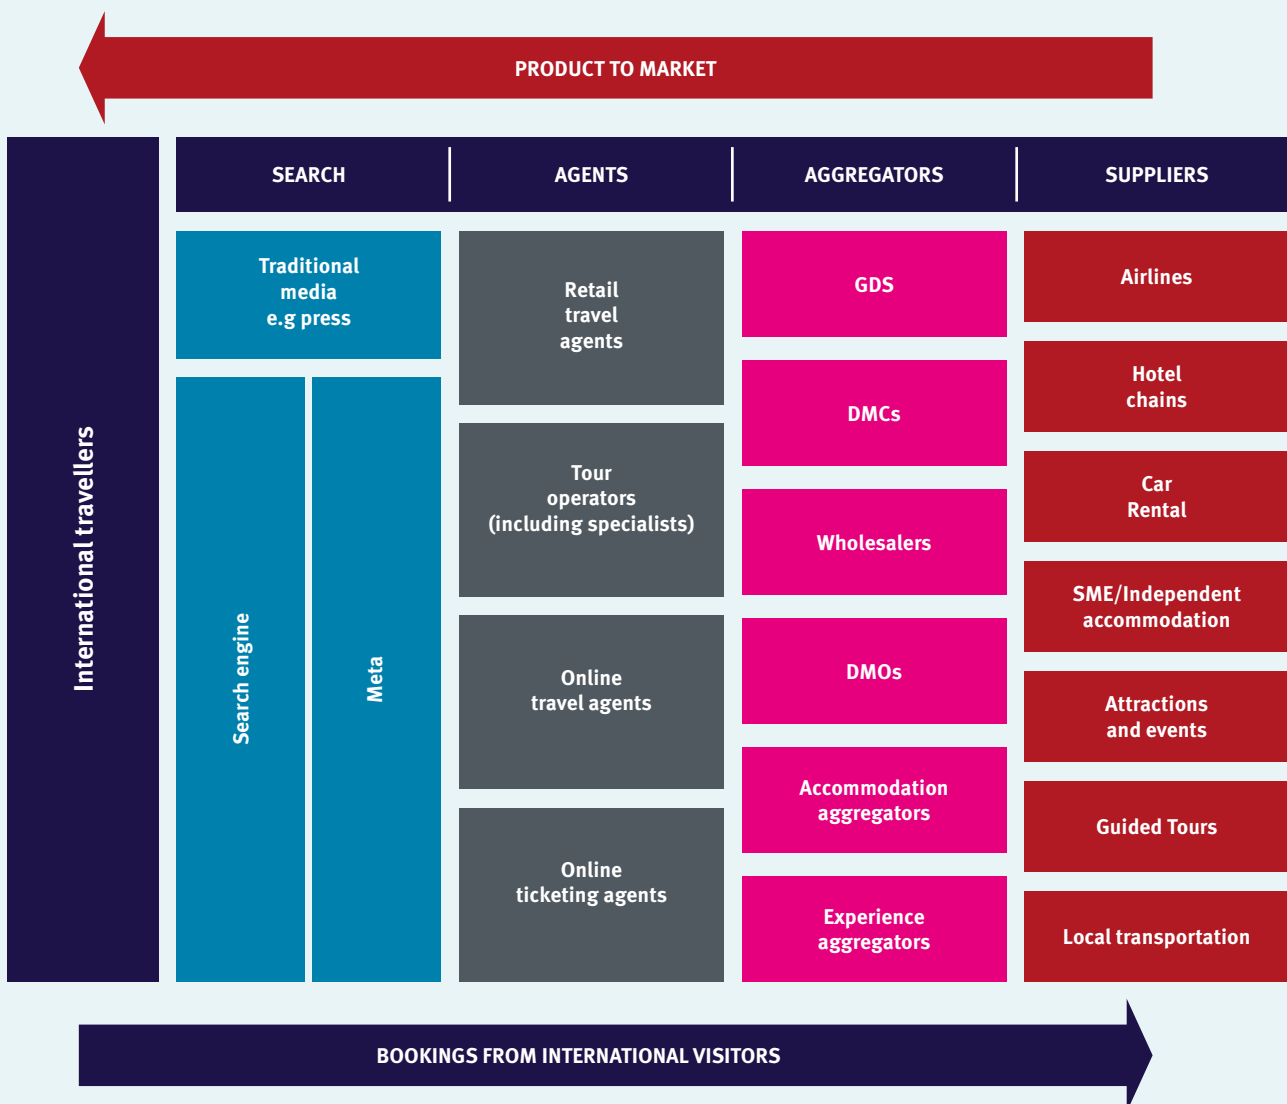 PRODUCT TO MARKET
SEARCH
AGENTS
AGGREGATORS
SUPPLIERS
International travellers
Traditional
media
e.g press
Search engine
Meta
Retail
travel
agents
Tour
operators
(including specialists)
Online
travel agents
Online
ticketing agents
GDS
DMCs
Wholesalers
DMOs
Accommodation
aggregators
Experience
aggregators
Airlines
Hotel
chains
Car
Rental
SME/Independent
accommodation
Attractions
and events
Guided Tours
Local transportation
BOOKINGS FROM INTERNATIONAL VISITORS